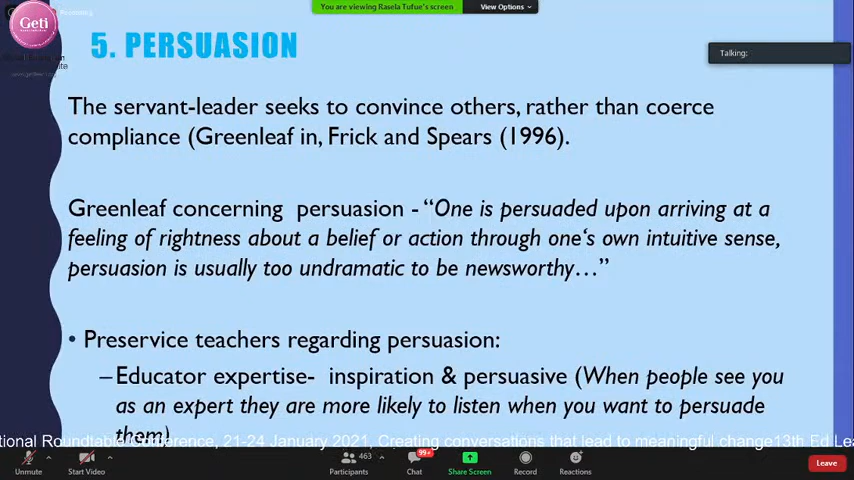 You are viewing Rasela Tufue's screen
View Options
Geti
5. PERSUASION
Talking:
The servant-leader seeks to convince others, rather than coerce
compliance (Greenleaf in, Frick and Spears (1996).
Greenleaf concerning persuasion - “One is persuaded upon arriving at a
feeling of rightness about a belief or action through one‘s own intuitive sense,
persuasion is usually too undramatic to be newsworthy…”
• Preservice teachers regarding persuasion:
–Educator expertise- inspiration & persuasive (When people see you
as an expert they are more likely to listen when you want to persuade
them)
tional Roundtable Conference, 21-24 January 2021, Creating conversations that lead to meaningful change13th Ed Lea
Unmute
Start Video
Participants
463
Chat
99+
Share Screen
Record
Reactions
Leave